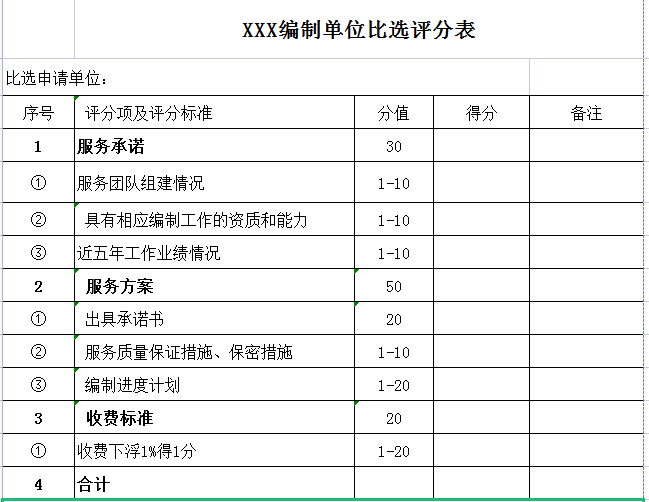 XXX编制单位比选评分表
比选申请单位：
序号 评分项及评分标准 分值 得分 备注
1 服务承诺 30
① 服务团队组建情况 1-10
② 具有相应编制工作的资质和能力 1-10
③ 近五年工作业绩情况 1-10
2 服务方案 50
① 出具承诺书 20
② 服务质量保证措施、保密措施 1-10
③ 编制进度计划 1-20
3 收费标准 20
① 收费下浮1%得1分 1-20
4 合计